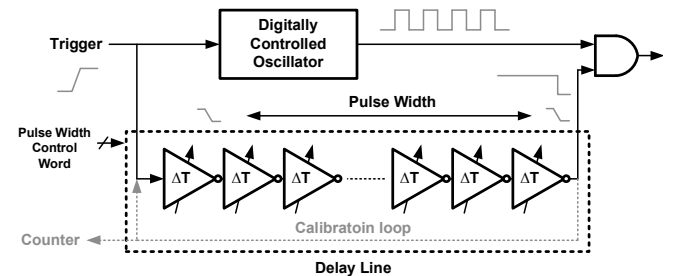 Digitally
Controlled
Oscillator
Trigger
Pulse Width
Pulse Width
Control
Word
ΔT
ΔT
ΔT
ΔT
ΔT
ΔT
Calibratoin loop
Counter
Delay Line